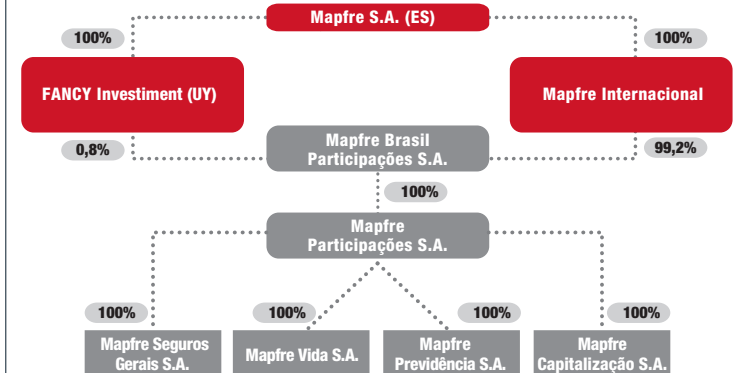 Mapfre S.A. (ES)
100%
100%
FANCY Investiment (UY)
Mapfre Internacional
Mapfre Brasil
Participações S.A.
0,8%
99,2%
100%
Mapfre
Participações S.A.
100%
100%
100%
100%
Mapfre Seguros
Gerais S.A.
Mapfre Vida S.A.
Mapfre
Previdência S.A.
Mapfre
Capitalização S.A.